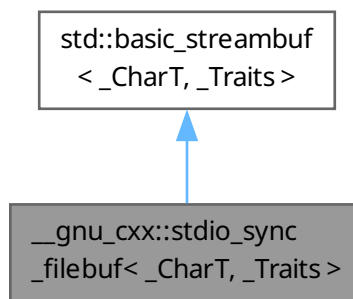 std::basic_streambuf
< _CharT, _Traits >
__gnu_cxx::stdio_sync
_filebuf< _CharT, _Traits >